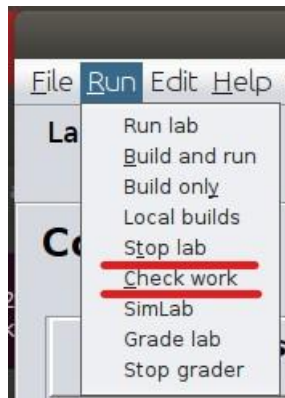 File Run Edit Help
La
Run lab
Build and run
Build only
Local builds
Co
Stop lab
Check work
SimLab
Grade lab
Stop grader